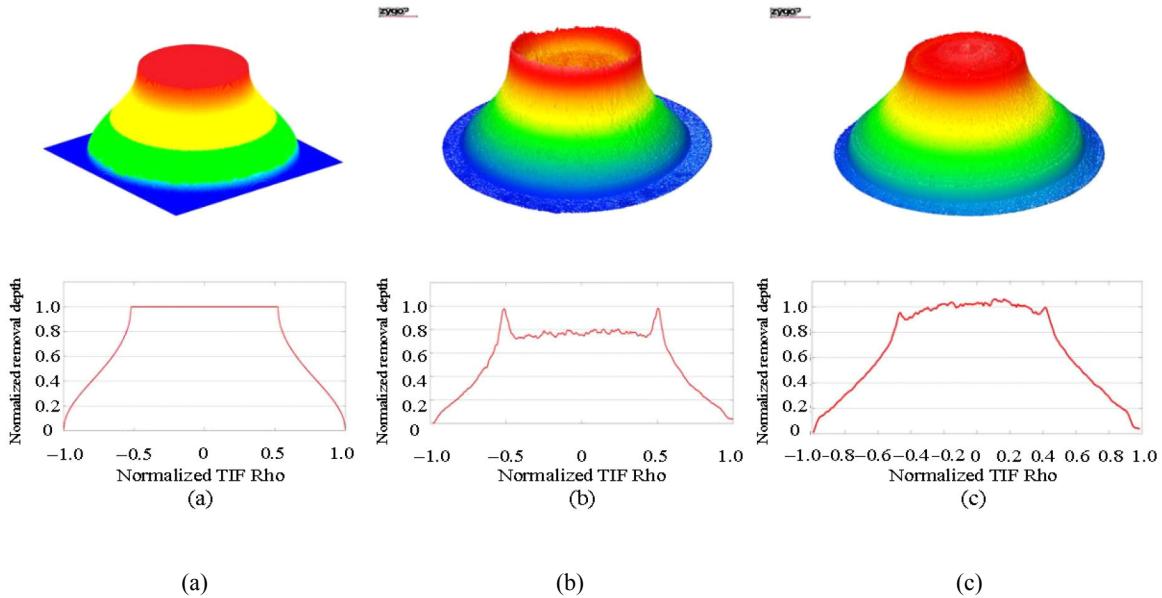 zygo
zygo
Normalized removal depth
1.0
0.8
0.6
0.4
0.2
0
−1.0 −0.5 0 0.5 1.0
Normalized TIF Rho
(a)
Normalized removal depth
1.0
0.8
0.6
0.4
0.2
0
−1.0 −0.5 0 0.5 1.0
Normalized TIF Rho
(b)
Normalized removal depth
1.0
0.8
0.6
0.4
0.2
0
−1.0−0.8−0.6−0.4−0.2 0 0.2 0.4 0.6 0.8 1.0
Normalized TIF Rho
(c)
(a) (b) (c)